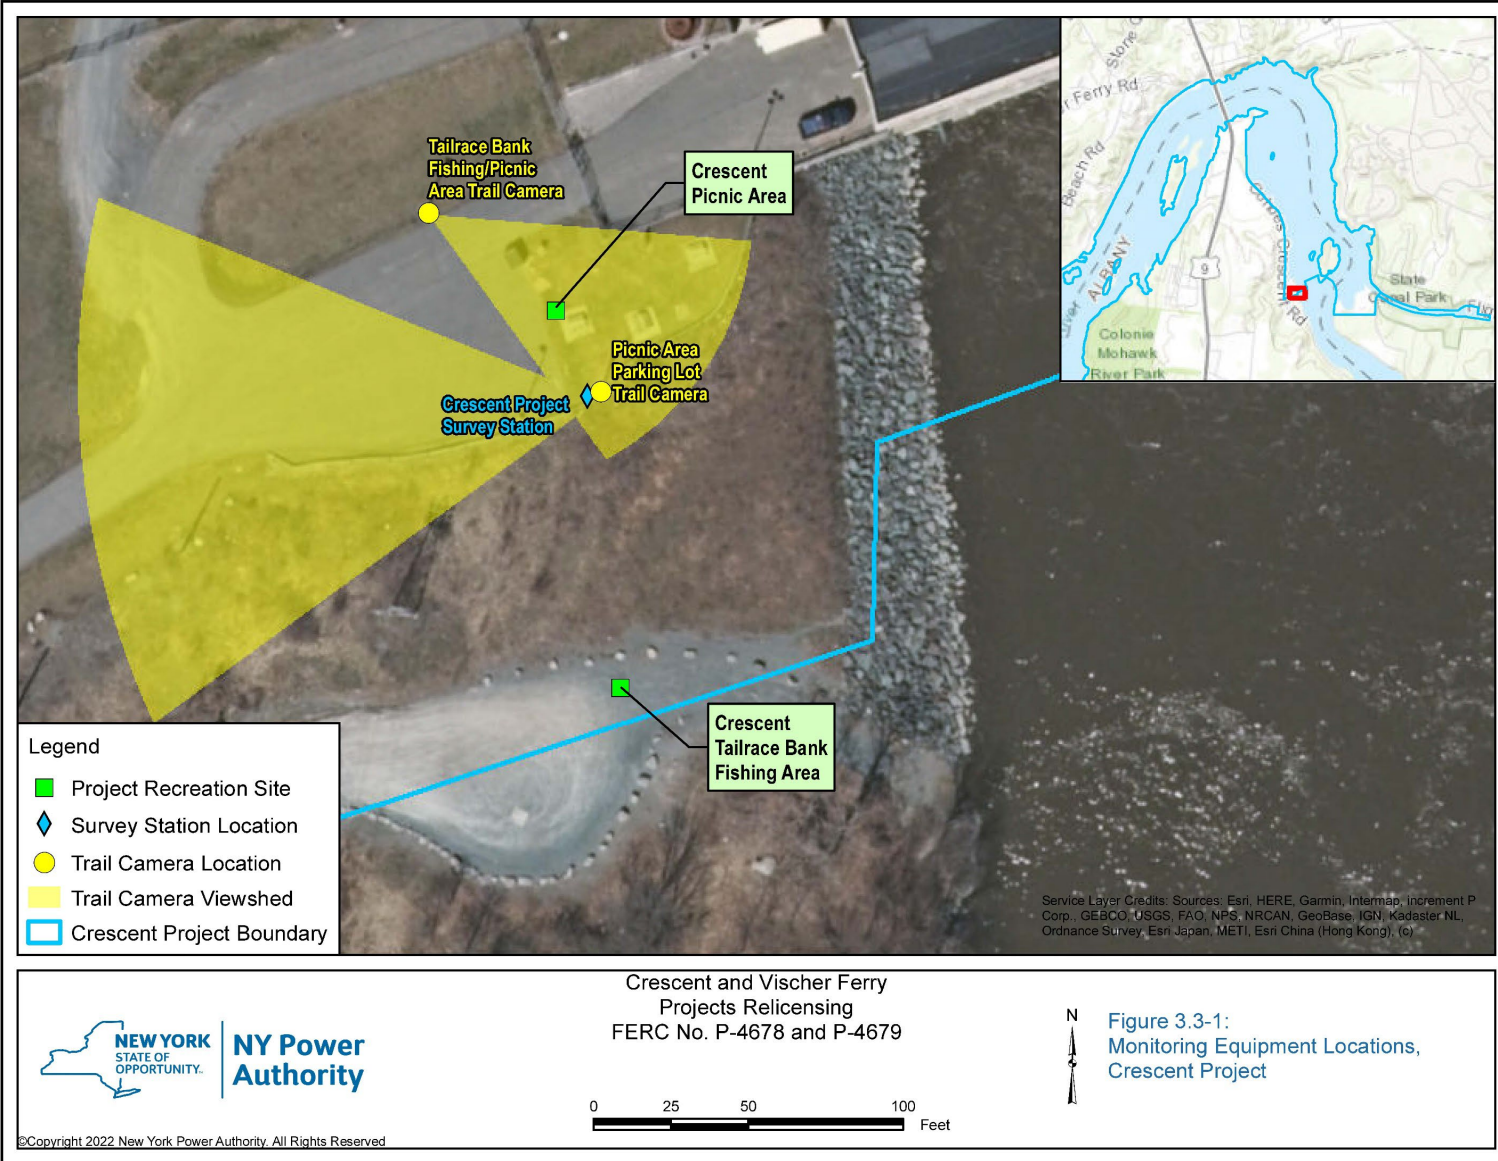 Tailrace Bank
Fishing/Picnic
Area Trail Camera
Crescent
Picnic Area
Picnic Area
Parking Lot
Trail Camera
Crescent Project
Survey Station
Crescent
Tailrace Bank
Fishing Area
Stone
r Ferry Rd
Beach Rd
ALBANY
River
9
Crescent
Rd
State
Canal Park
Colonie
Mohawk
River Park
Legend
Project Recreation Site
Survey Station Location
Trail Camera Location
Trail Camera Viewshed
Crescent Project Boundary
Service Layer Credits: Sources: Esri, HERE, Garmin, Intermap, increment P
Corp., GEBCO, USGS, FAO, NPS, NRCAN, GeoBase, IGN, Kadaster NL,
Ordnance Survey, Esri Japan, METI, Esri China (Hong Kong), (c)
NEW YORK
STATE OF
OPPORTUNITY.
NY Power
Authority
Crescent and Vischer Ferry
Projects Relicensing
FERC No. P-4678 and P-4679
0 25 50 100
Feet
N
Figure 3.3-1:
Monitoring Equipment Locations,
Crescent Project
©Copyright 2022 New York Power Authority. All Rights Reserved